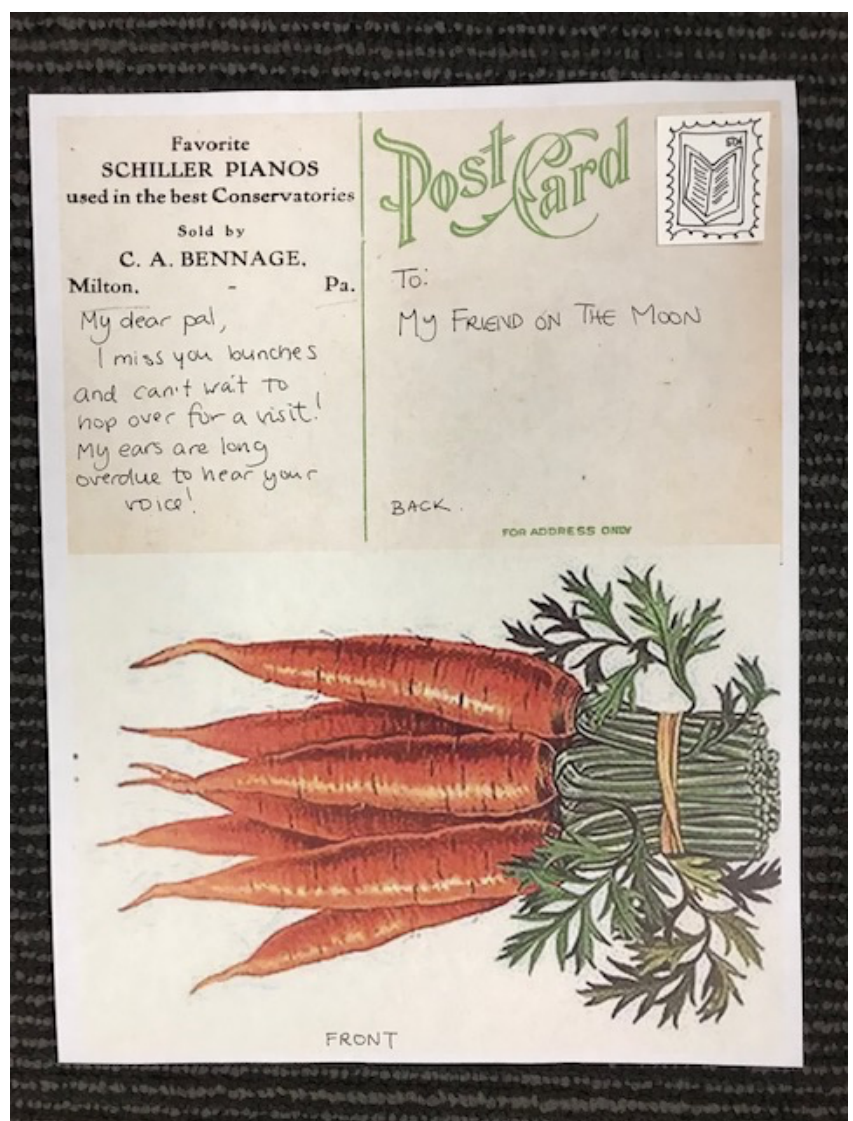 Favorite
SCHILLER PIANOS
used in the best Conservatories
Sold by
C. A. BENNAGE,
Milton, - Pa.
My dear pal,
I miss you bunches
and can't wait to
hop over for a visit!
My ears are long
overdue to hear your
voice!
Post Card
To:
My FRIEND ON THE MOON
BACK.
FOR ADDRESS ONLY
FRONT